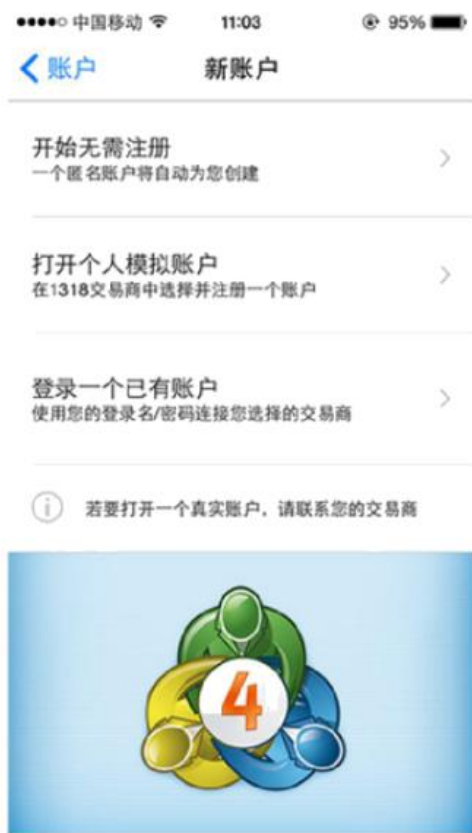 中国移动 11:03 95%
账户 新账户
开始无需注册
一个匿名账户将自动为您创建
打开个人模拟账户
在1318交易商中选择并注册一个账户
登录一个已有账户
使用您的登录名/密码连接您选择的交易商
若要打开一个真实账户，请联系您的交易商
4